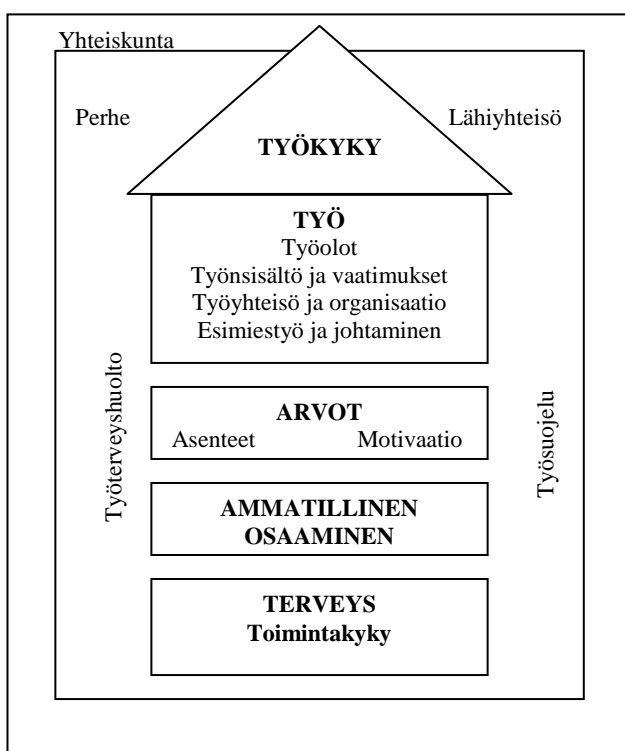 Yhteiskunta
Perhe
Lähiyhteisö
TYÖKYKY
TYÖ
Työolot
Työnsisältö ja vaatimukset
Työyhteisö ja organisaatio
Esimiestyö ja johtaminen
Työterveyshuolto
Työsuojelu
ARVOT
Asenteet Motivaatio
AMMATILLINEN
OSAAMINEN
TERVEYS
Toimintakyky